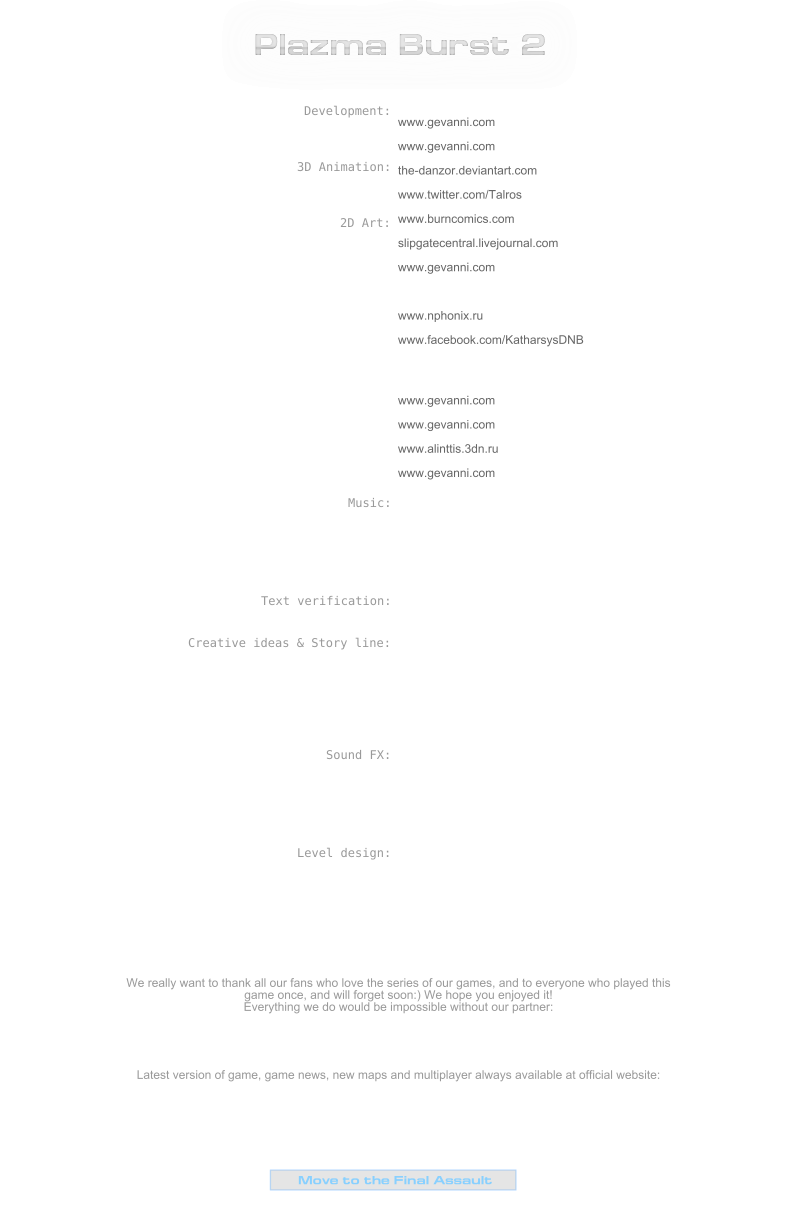 Plazma Burst 2
Development:
www.gevanni.com
www.gevanni.com
3D Animation:
the-danzor.deviantart.com
www.twitter.com/Talros
2D Art:
www.burncomics.com
slipgatecentral.livejournal.com
www.gevanni.com
www.nphonix.ru
www.facebook.com/KatharsysDNB
www.gevanni.com
www.gevanni.com
www.alinttis.3dn.ru
www.gevanni.com
Music:
Text verification:
Creative ideas & Story line:
Sound FX:
Level design:
We really want to thank all our fans who love the series of our games, and to everyone who played this
game once, and will forget soon:) We hope you enjoyed it!
Everything we do would be impossible without our partner:
Latest version of game, game news, new maps and multiplayer always available at official website:
Move to the Final Assault